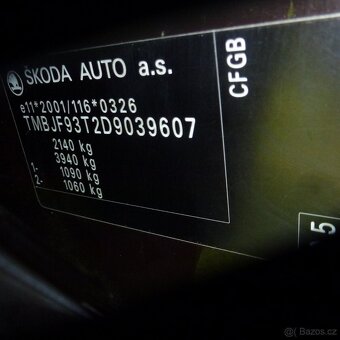 ŠKODA AUTO a.s.
e11*2001/116*0326
TMBJF93T2D9039607
2140 kg
3940 kg
1- 1090 kg
2- 1060 kg
CFGB
5
© Bazos.cz